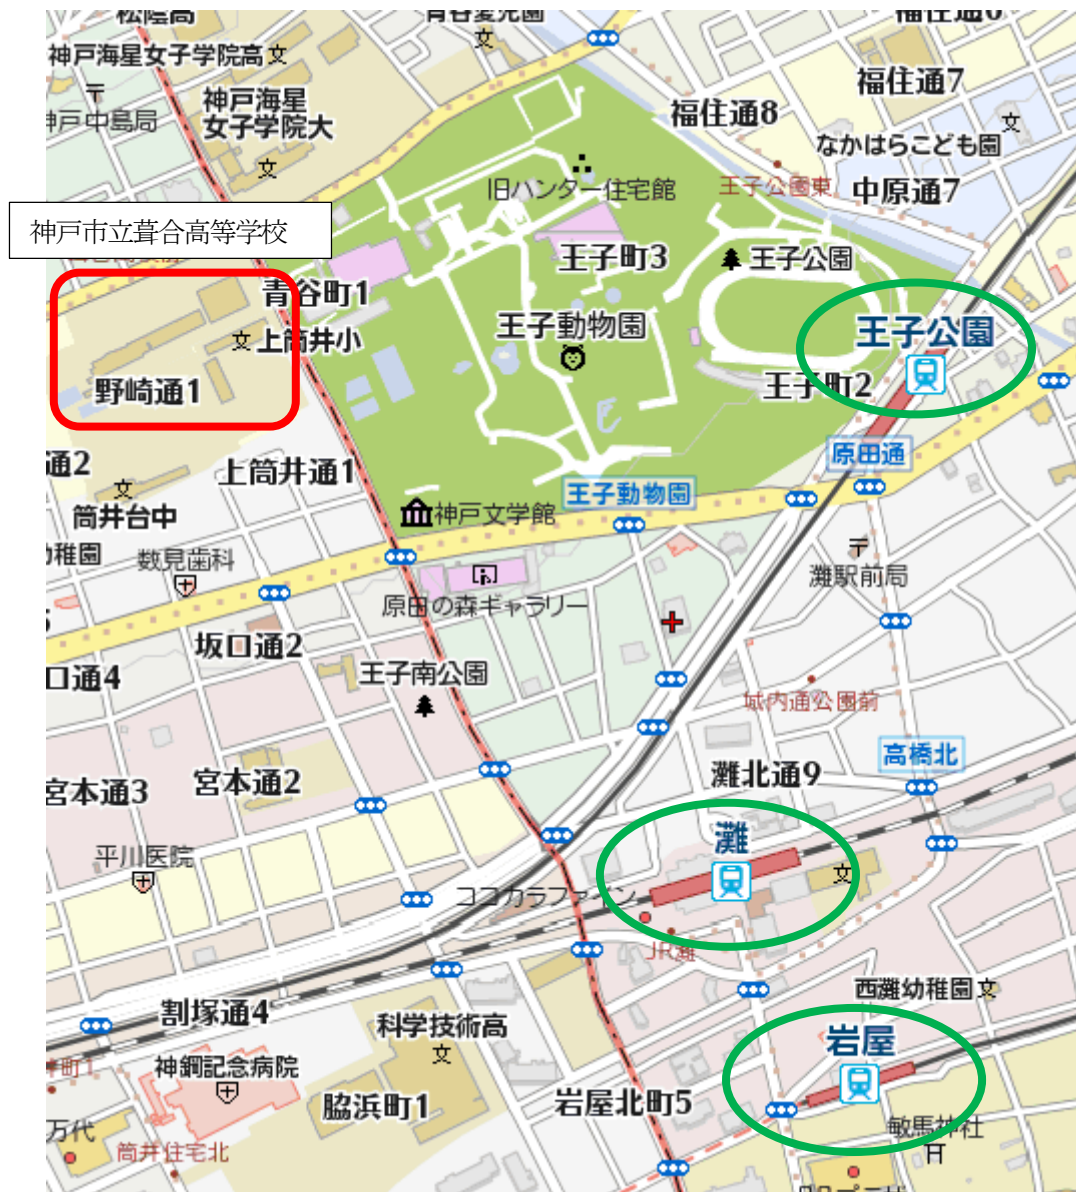 松陰高
青谷愛児園
福住通6
神戸海星女子学院高
福住通7
神戸海星
女子学院大
福住通8
神戸中島局
なかはらこども園
旧ハンター住宅館
王子公園東
中原通7
神戸市立葺合高等学校
王子町3
王子公園
青谷町1
王子動物園
王子公園
上筒井小
野崎通1
王子町2
通2
上筒井通1
原田通
王子動物園
筒井台中
神戸文学館
稚園
数見歯科
灘駅前局
原田の森ギャラリー
坂口通2
口通4
王子南公園
城内通公園前
高橋北
宮本通3
宮本通2
灘北通9
灘
平川医院
ココカラファイン
JR灘
西灘幼稚園
割塚通4
科学技術高
岩屋
神鋼記念病院
脇浜町1
岩屋北町5
敏馬神社
万代
筒井住宅北